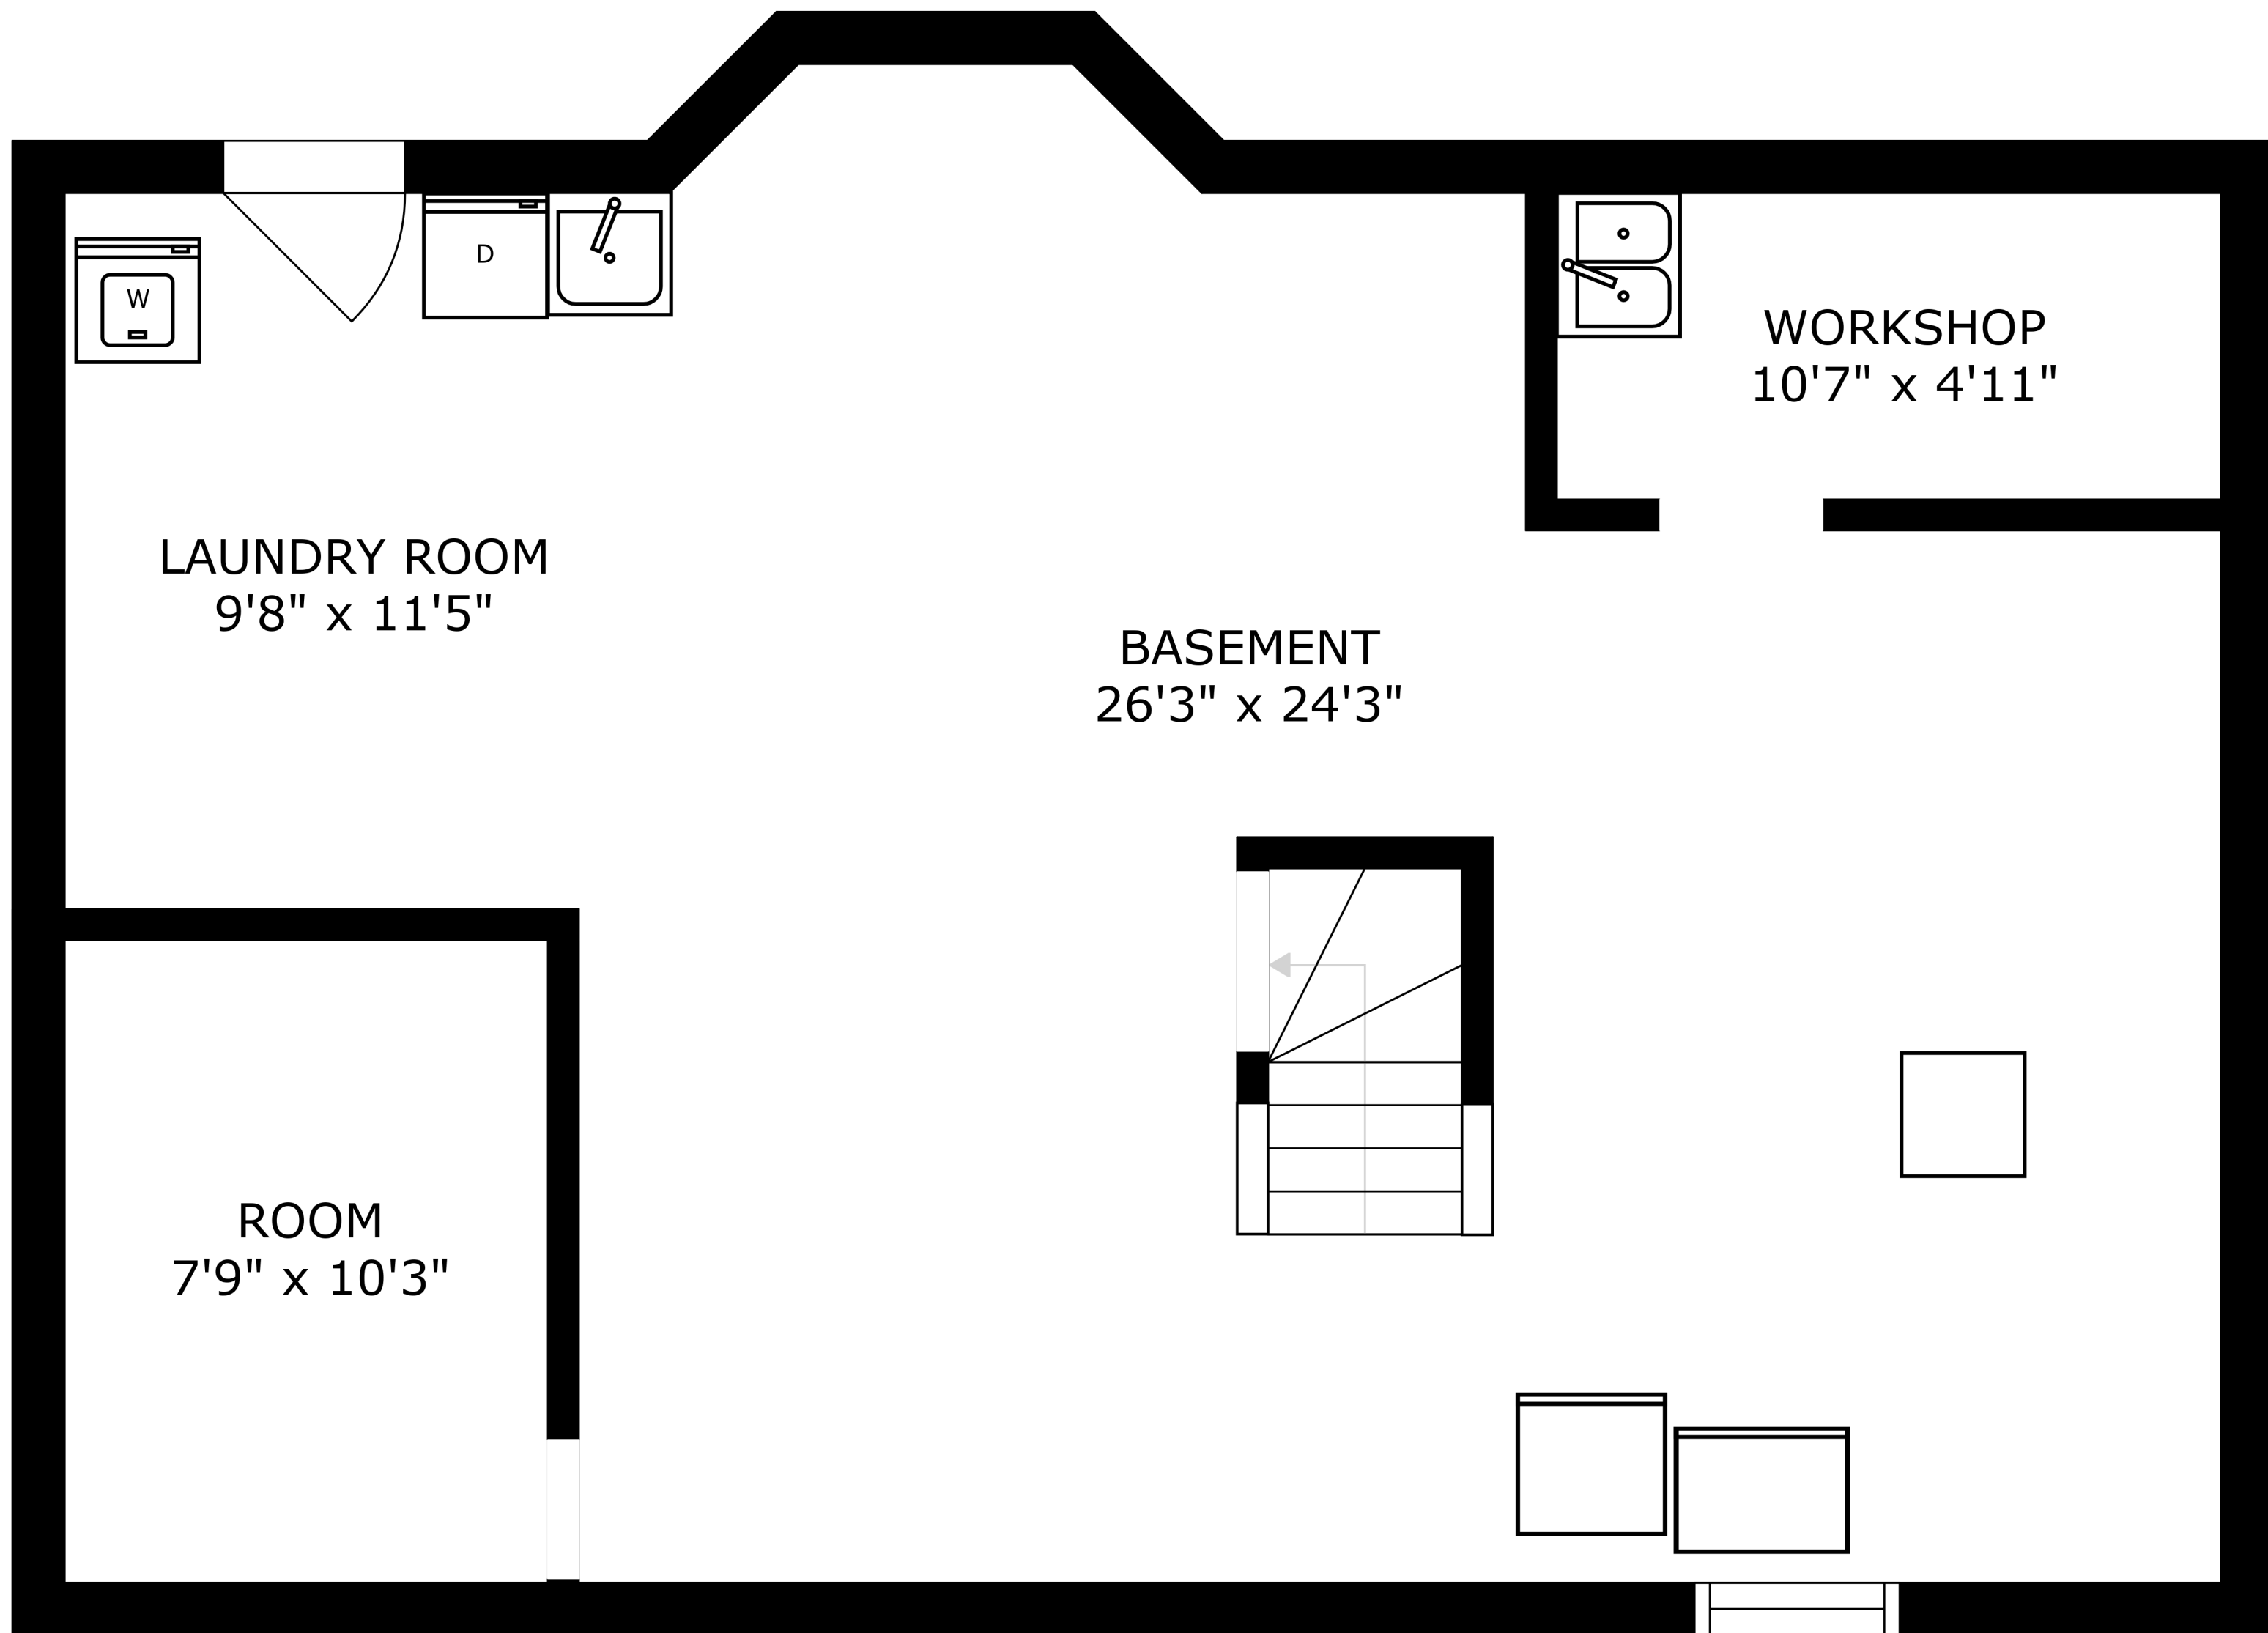 W
D
WORKSHOP
10'7" x 4'11"
LAUNDRY ROOM
9'8" x 11'5"
BASEMENT
26'3" x 24'3"
ROOM
7'9" x 10'3"